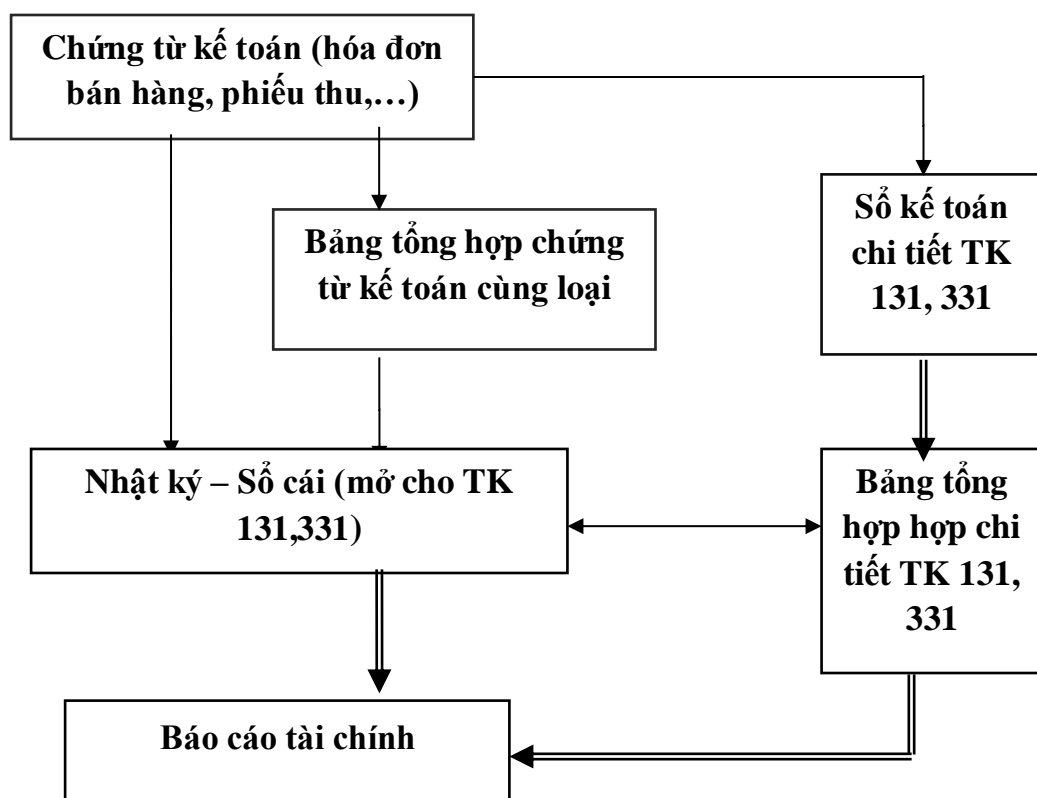 Chứng từ kế toán (hóa đơn
bán hàng, phiếu thu,…)
Bảng tổng hợp chứng
từ kế toán cùng loại
Sổ kế toán
chi tiết TK
131, 331
Nhật ký – Sổ cái (mở cho TK
131,331)
Bảng tổng
hợp hợp chi
tiết TK 131,
331
Báo cáo tài chính